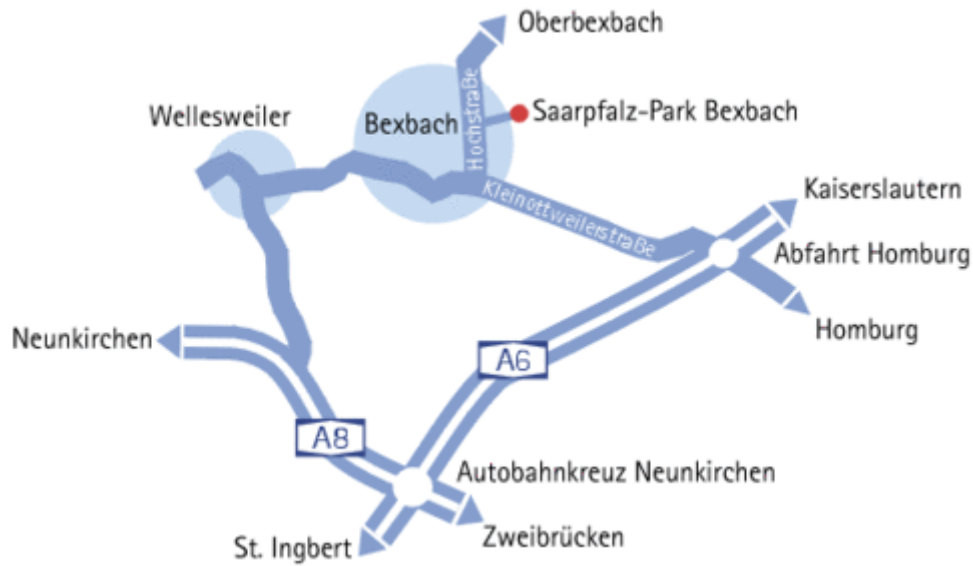 Oberbexbach
Wellesweiler
Bexbach
Hochstraße
Saarpfalz-Park Bexbach
Kleinottweilerstraße
Kaiserslautern
Abfahrt Homburg
Neunkirchen
Homburg
A6
A8
Autobahnkreuz Neunkirchen
Zweibrücken
St. Ingbert